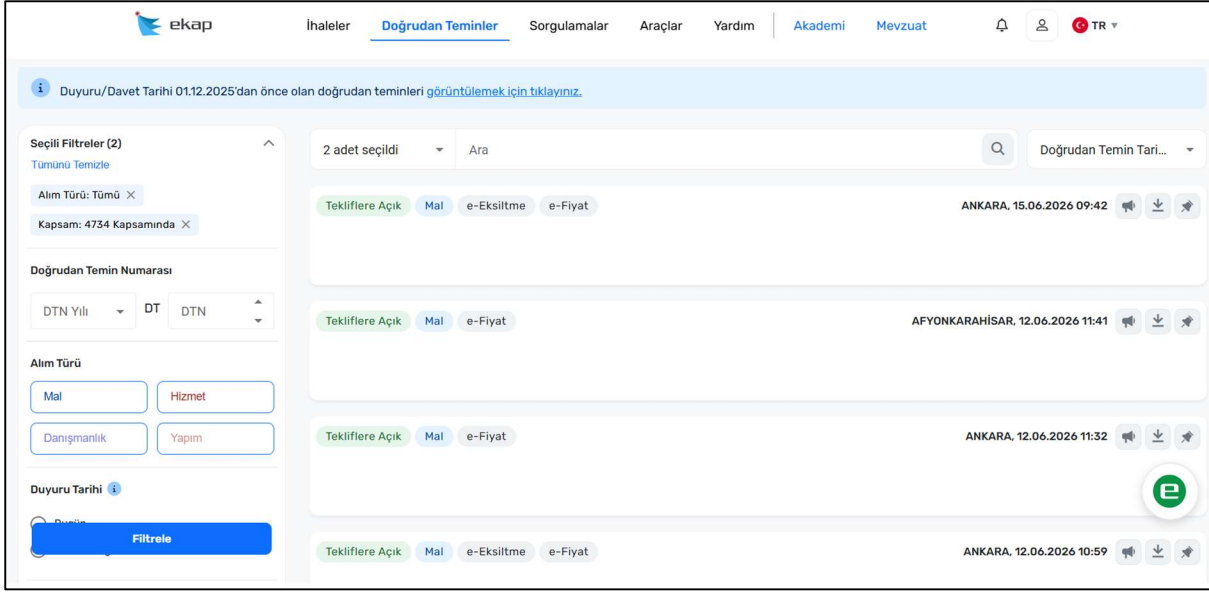 ekap
İhaleler Doğrudan Teminler Sorgulamalar Araçlar Yardım Akademi Mevzuat TR
i Duyuru/Davet Tarihi 01.12.2025'dan önce olan doğrudan teminleri görüntülemek için tıklayınız.
Seçili Filtreler (2)
Tümünü Temizle
Alım Türü: Tümü
Kapsam: 4734 Kapsamında
Doğrudan Temin Numarası
DTN Yılı DT DTN
Alım Türü
Mal Hizmet
Danışmanlık Yapım
Duyuru Tarihi i
Filtrele
2 adet seçildi Ara Doğrudan Temin Tari...
Tekliflere Açık Mal e-Eksiltme e-Fiyat ANKARA, 15.06.2026 09:42
Tekliflere Açık Mal e-Fiyat AFYONKARAHİSAR, 12.06.2026 11:41
Tekliflere Açık Mal e-Fiyat ANKARA, 12.06.2026 11:32
e
Tekliflere Açık Mal e-Eksiltme e-Fiyat ANKARA, 12.06.2026 10:59